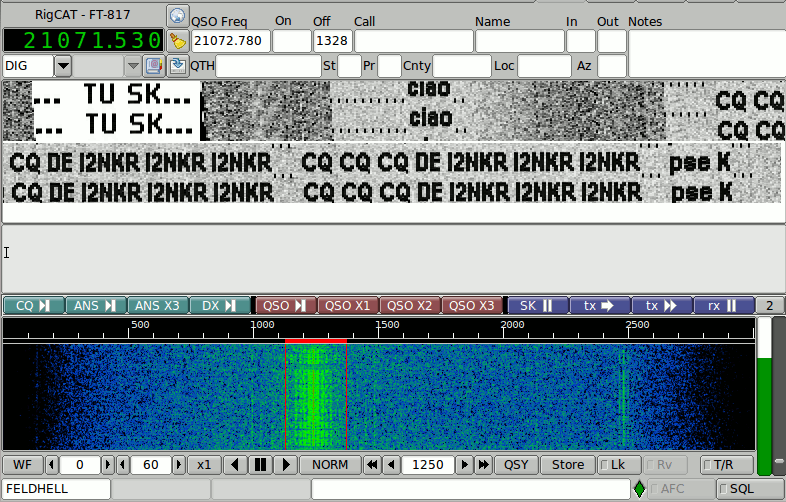 RigCAT - FT-817
QSO Freq On Off Call Name In Out Notes
21071.530
21072.780 1328
DIG
QTH St Pr Cnty Loc Az
... TU SK... ciao CQ CQ
... TU SK... ciao CQ CQ
CQ DE I2NKR I2NKR I2NKR CQ CQ CQ DE I2NKR I2NKR I2NKR pse K
CQ DE I2NKR I2NKR I2NKR CQ CQ CQ DE I2NKR I2NKR I2NKR pse K
CQ ANS ANS X3 DX QSO QSO X1 QSO X2 QSO X3 SK tx tx rx 2
500 1000 1500 2000 2500
WF 0 60 x1 NORM 1250 QSY Store Lk Rv T/R
FELDHELL AFC SQL